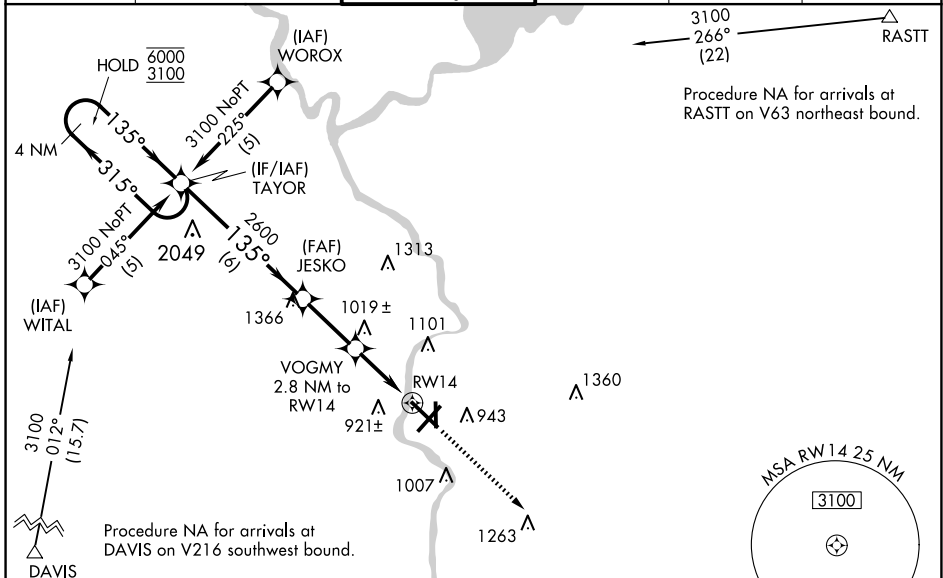 3100
266°
(22)
RASTT
Procedure NA for arrivals at
RASTT on V63 northeast bound.
(IAF)
WOROX
HOLD
6000
3100
3100 NoPT
225°
(5)
4 NM
135°
315°
(IF/IAF)
TAYOR
3100 NoPT
045°
(5)
2049
2600
135°
(6)
(FAF)
JESKO
1313
(IAF)
WITAL
1366
1019 ±
1101
VOGMY
2.8 NM to
RW14
RW14
1360
921±
943
3100
012°
(15.7)
1007
1263
MSA RW14 25 NM
3100
Procedure NA for arrivals at
DAVIS on V216 southwest bound.
DAVIS